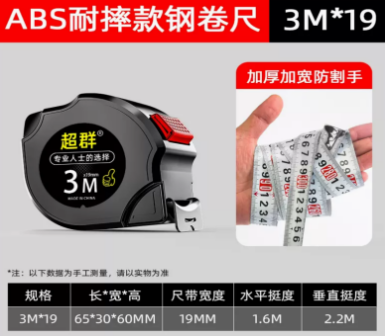 ABS耐摔款钢卷尺
3M*19
加厚加宽防割手
超群
专业人士的选择
±19mm
3M
MADE IN CHINA
*注：以下数据为手工测量，请以实物为准
规格 长*宽*高 尺带宽度 水平挺度 垂直挺度
3M*19 65*30*60MM 19MM 1.6M 2.2M